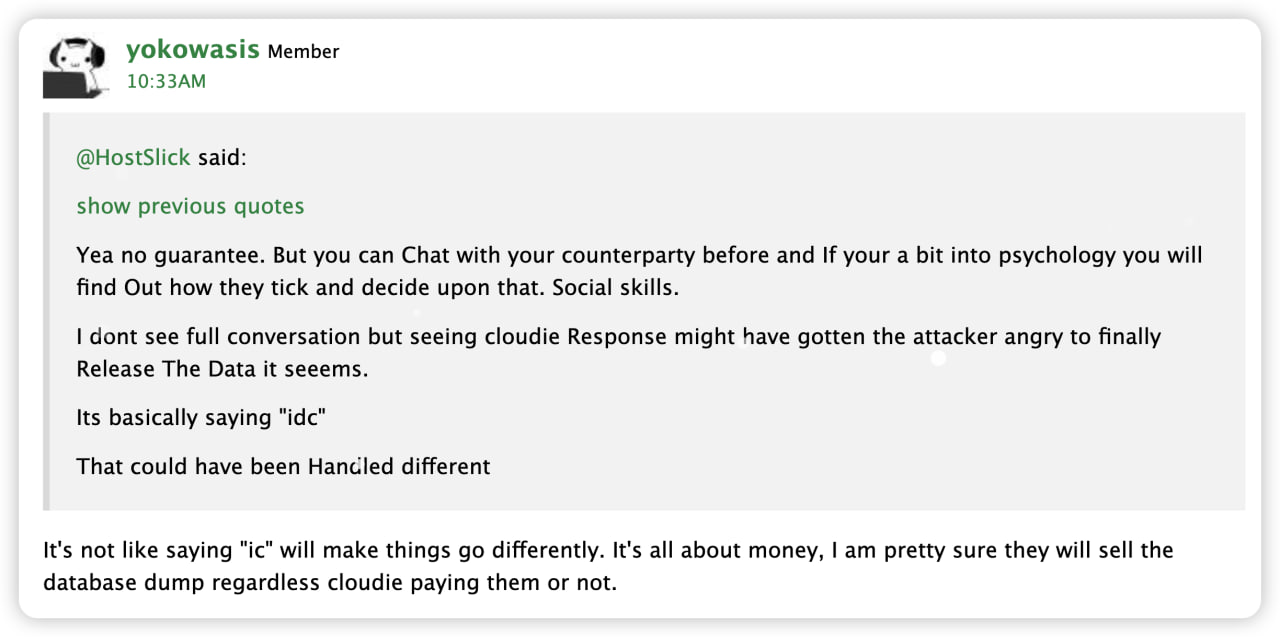 yokowasis Member
10:33AM
@HostSlick said:
show previous quotes
Yea no guarantee. But you can Chat with your counterparty before and If your a bit into psychology you will
find Out how they tick and decide upon that. Social skills.
I dont see full conversation but seeing cloudie Response might have gotten the attacker angry to finally
Release The Data it seeems.
Its basically saying "idc"
That could have been Handled different
It's not like saying "ic" will make things go differently. It's all about money, I am pretty sure they will sell the
database dump regardless cloudie paying them or not.